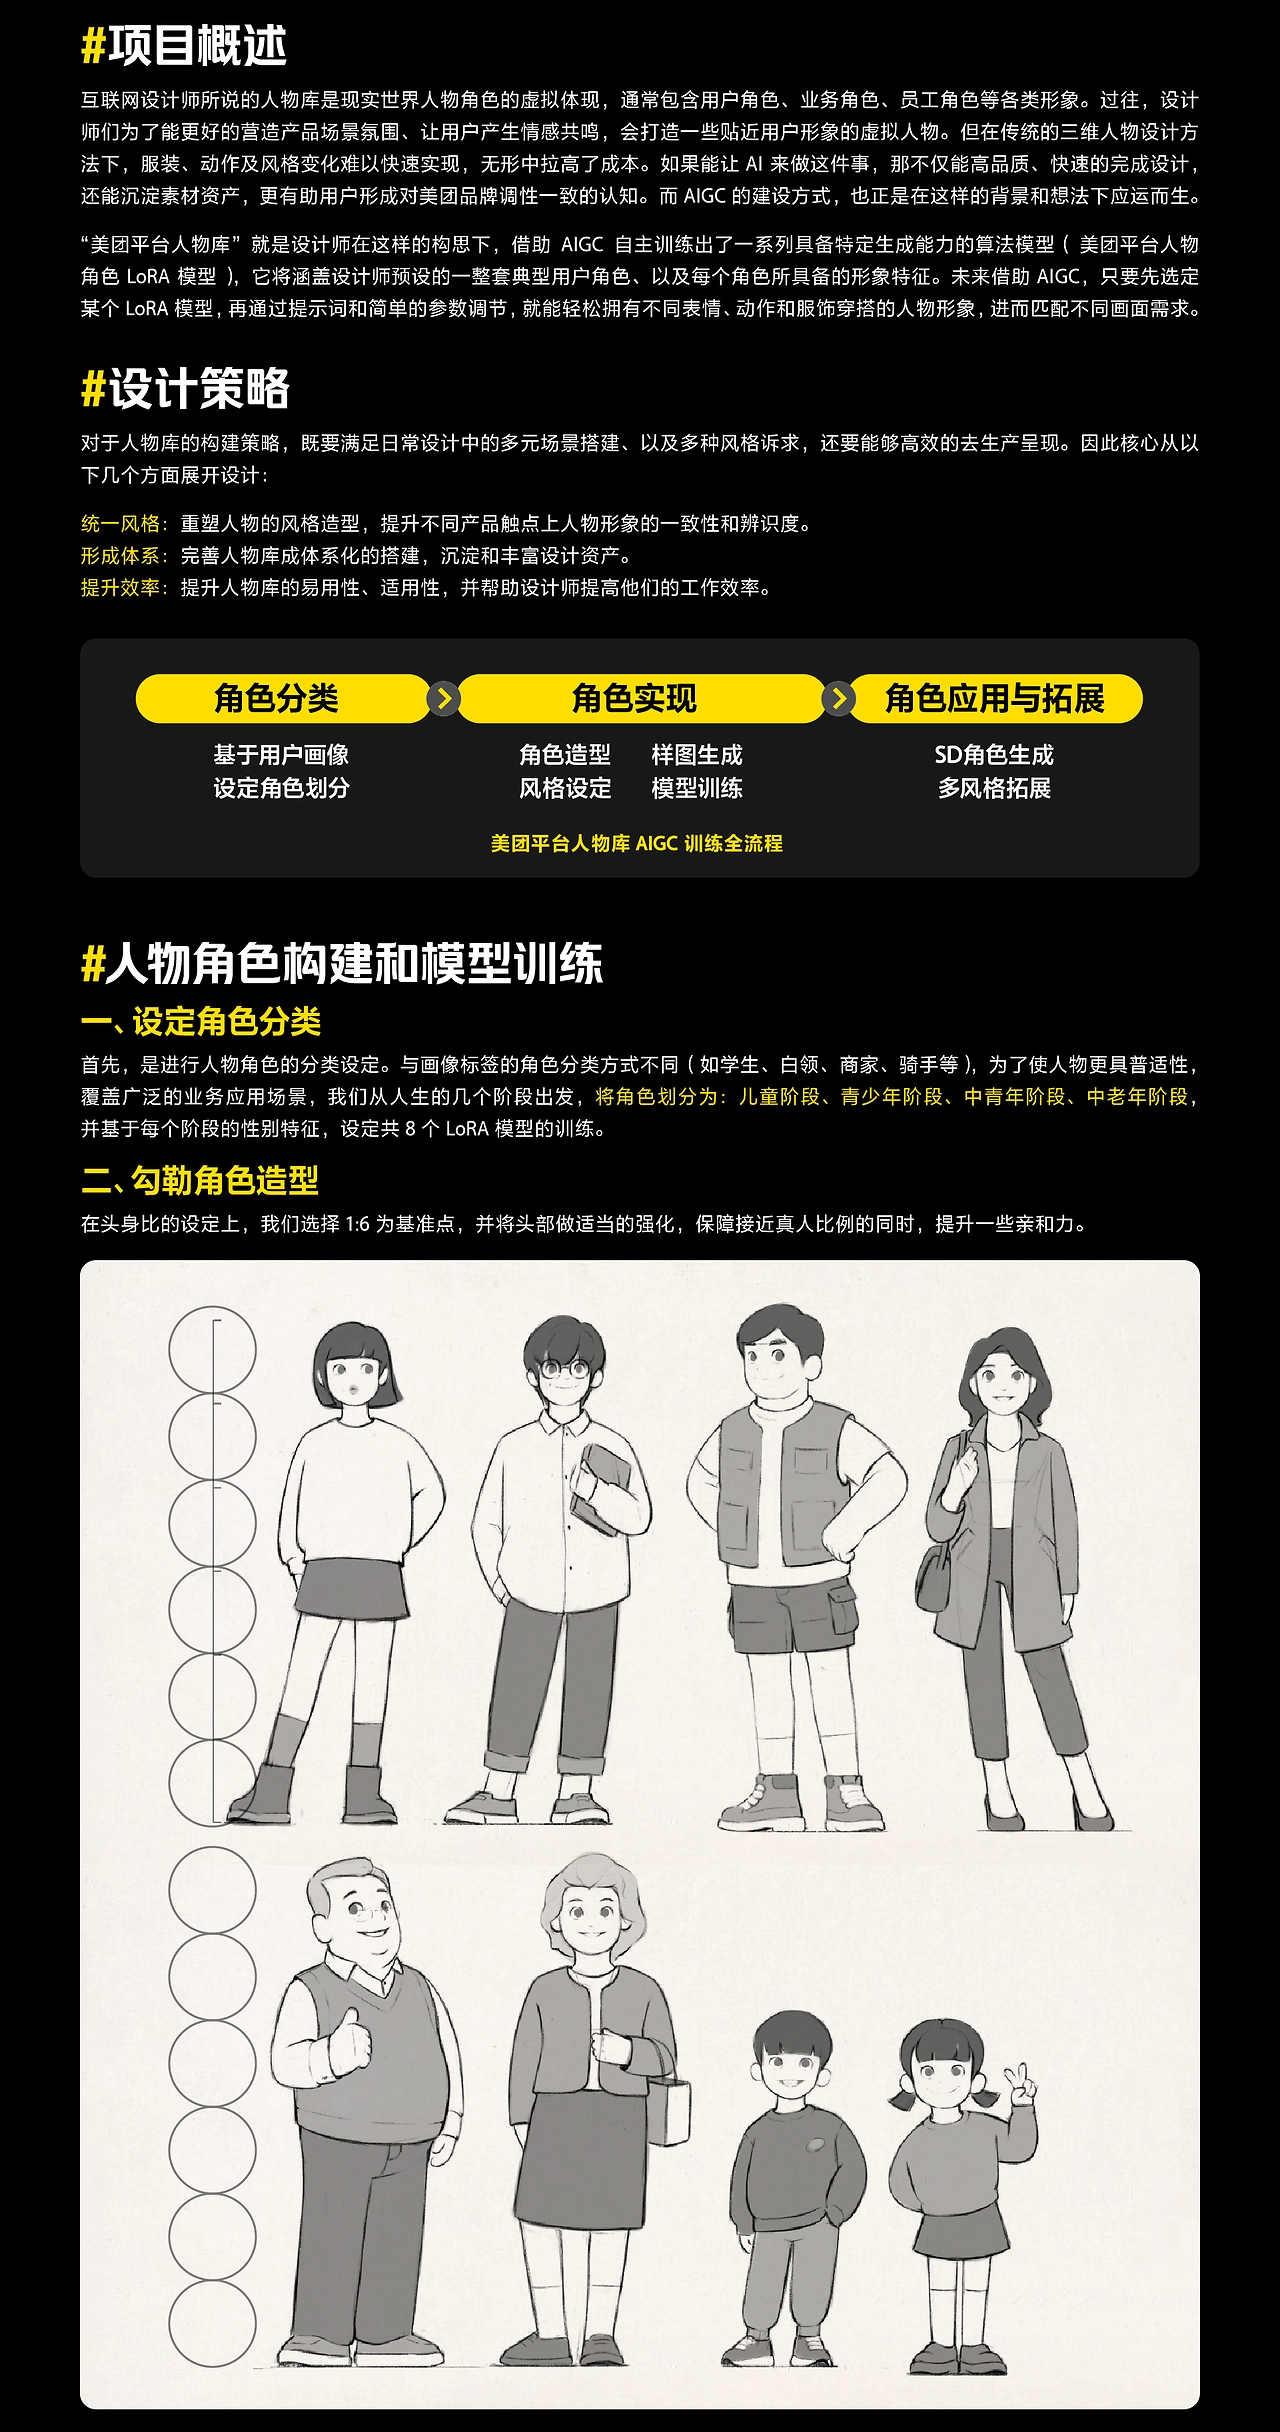 #项目概述
互联网设计师所说的人物库是现实世界人物角色的虚拟体现，通常包含用户角色、业务角色、员工角色等各类形象。过往，设计
师们为了能更好的营造产品场景氛围、让用户产生情感共鸣，会打造一些贴近用户形象的虚拟人物。但在传统的三维人物设计方
法下，服装、动作及风格变化难以快速实现，无形中拉高了成本。如果能让 AI 来做这件事，那不仅能高品质、快速的完成设计，
还能沉淀素材资产，更有助用户形成对美团品牌调性一致的认知。而 AIGC 的建设方式，也正是在这样的背景和想法下应运而生。
“美团平台人物库”就是设计师在这样的构思下，借助 AIGC 自主训练出了一系列具备特定生成能力的算法模型（ 美团平台人物
角色 LoRA 模型 ），它将涵盖设计师预设的一整套典型用户角色、以及每个角色所具备的形象特征。未来借助 AIGC，只要先选定
某个 LoRA 模型，再通过提示词和简单的参数调节，就能轻松拥有不同表情、动作和服饰穿搭的人物形象，进而匹配不同画面需求。
#设计策略
对于人物库的构建策略，既要满足日常设计中的多元场景搭建、以及多种风格诉求，还要能够高效的去生产呈现。因此核心从以
下几个方面展开设计：
统一风格：重塑人物的风格造型，提升不同产品触点上人物形象的一致性和辨识度。
形成体系：完善人物库成体系化的搭建，沉淀和丰富设计资产。
提升效率：提升人物库的易用性、适用性，并帮助设计师提高他们的工作效率。
角色分类 角色实现 角色应用与拓展
基于用户画像 角色造型 样图生成 SD角色生成
设定角色划分 风格设定 模型训练 多风格拓展
美团平台人物库 AIGC 训练全流程
#人物角色构建和模型训练
一、设定角色分类
首先，是进行人物角色的分类设定。与画像标签的角色分类方式不同（ 如学生、白领、商家、骑手等 ），为了使人物更具普适性，
覆盖广泛的业务应用场景，我们从人生的几个阶段出发，将角色划分为：儿童阶段、青少年阶段、中青年阶段、中老年阶段，
并基于每个阶段的性别特征，设定共 8 个 LoRA 模型的训练。
二、勾勒角色造型
在头身比的设定上，我们选择 1:6 为基准点，并将头部做适当的强化，保障接近真人比例的同时，提升一些亲和力。